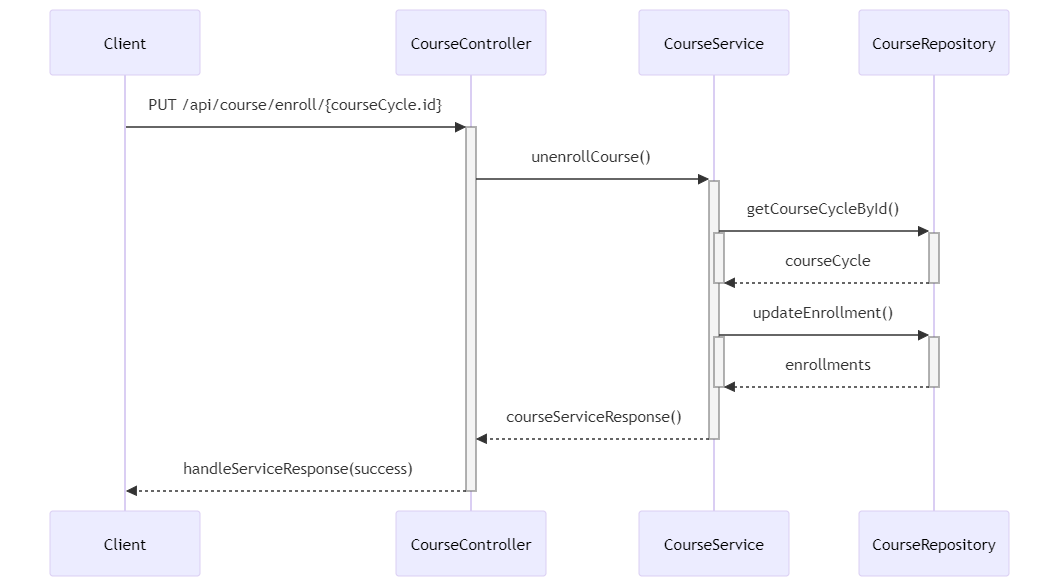 Client
CourseController
CourseService
CourseRepository
PUT /api/course/enroll/{courseCycle.id}
unenrollCourse()
getCourseCycleById()
courseCycle
updateEnrollment()
enrollments
courseServiceResponse()
handleServiceResponse(success)
Client
CourseController
CourseService
CourseRepository